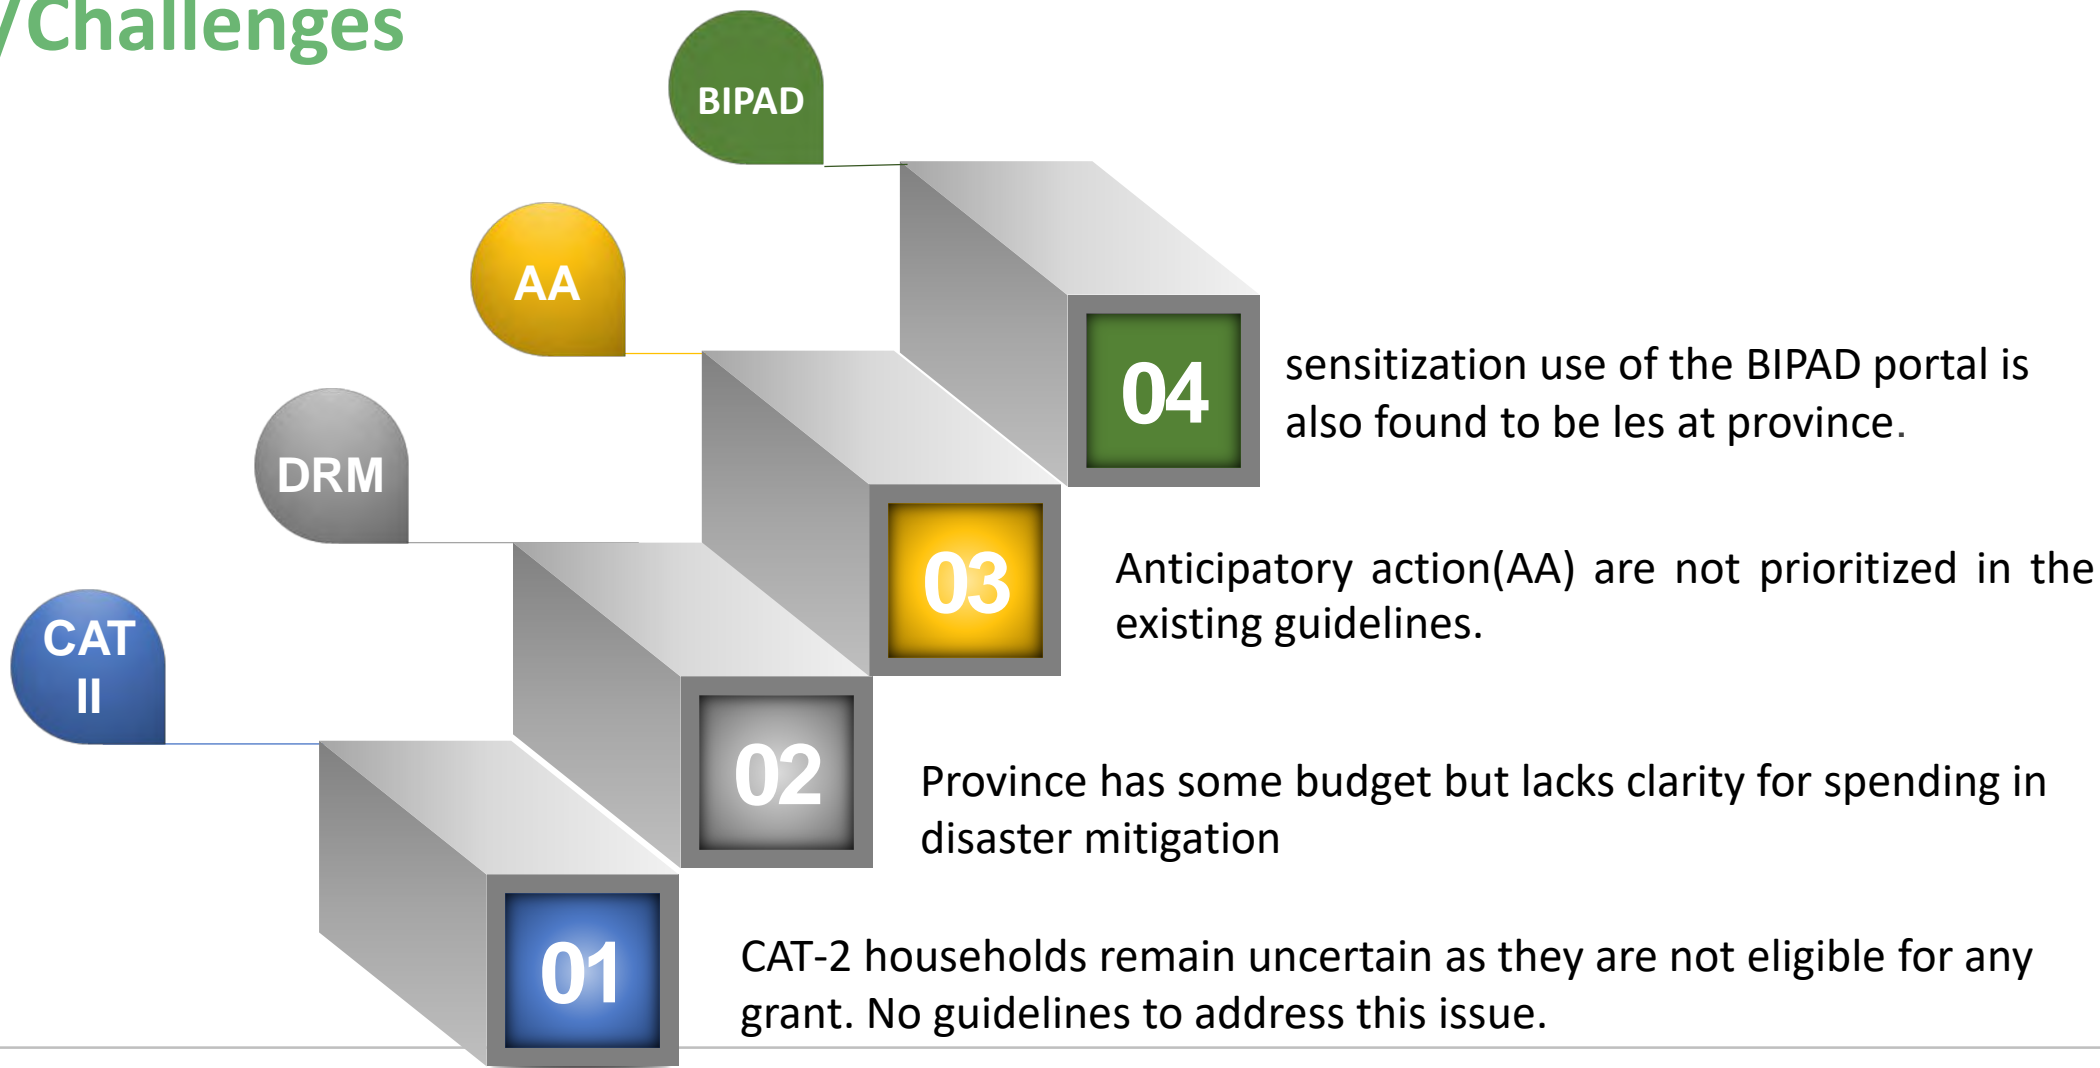 /Challenges
BIPAD
AA
DRM
CAT
II
04
sensitization use of the BIPAD portal is
also found to be les at province.
03
Anticipatory action(AA) are not prioritized in the
existing guidelines.
02
Province has some budget but lacks clarity for spending in
disaster mitigation
01
CAT-2 households remain uncertain as they are not eligible for any
grant. No guidelines to address this issue.